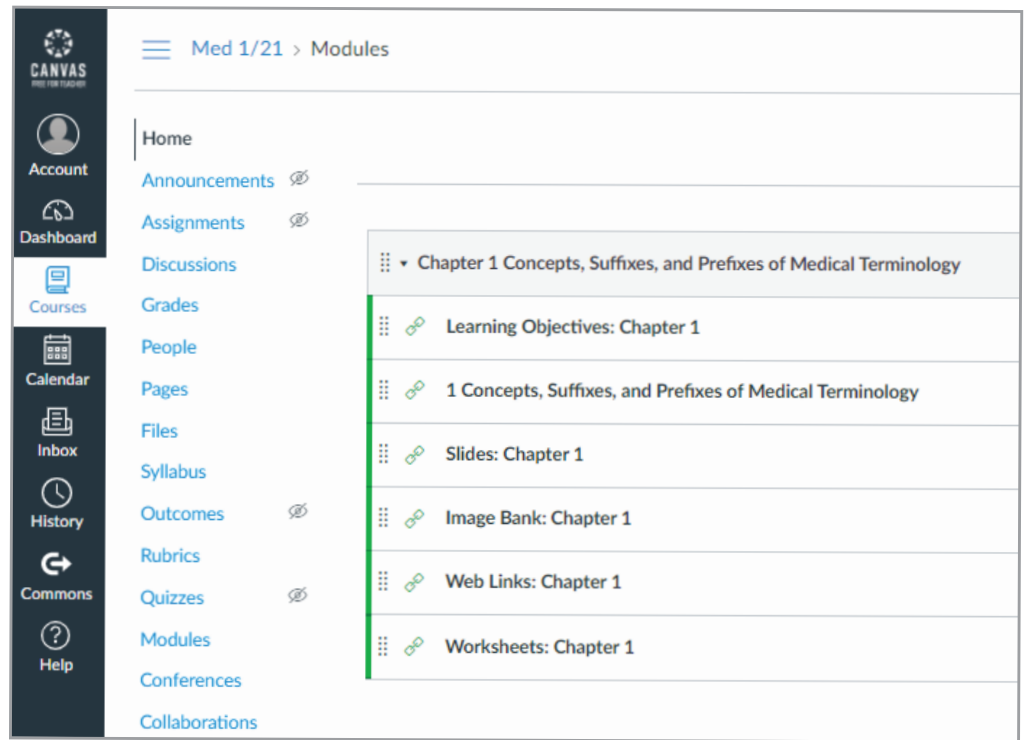 CANVAS
FREE FOR TEACHER
Account
Dashboard
Courses
Calendar
Inbox
History
Commons
Help
Med 1/21 > Modules
Home
Announcements
Assignments
Discussions
Grades
People
Pages
Files
Syllabus
Outcomes
Rubrics
Quizzes
Modules
Conferences
Collaborations
Chapter 1 Concepts, Suffixes, and Prefixes of Medical Terminology
Learning Objectives: Chapter 1
1 Concepts, Suffixes, and Prefixes of Medical Terminology
Slides: Chapter 1
Image Bank: Chapter 1
Web Links: Chapter 1
Worksheets: Chapter 1